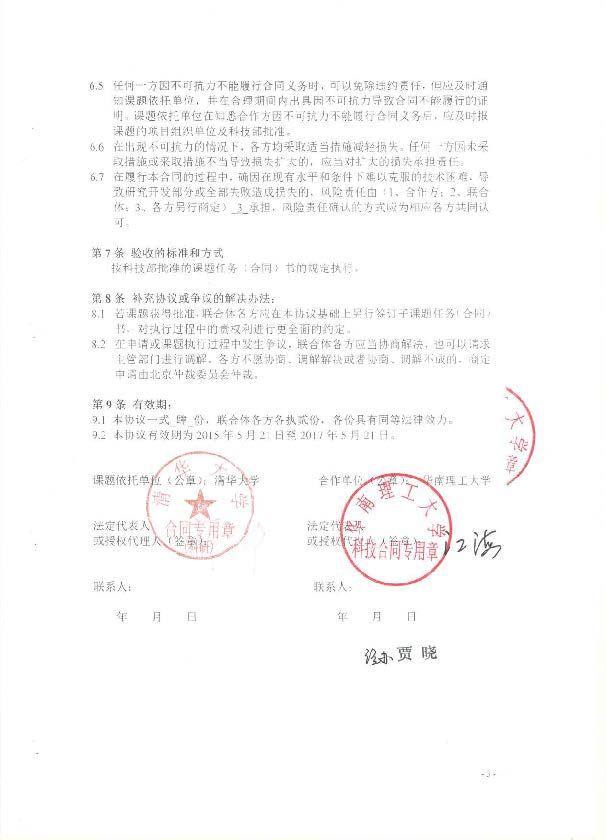 6.5 任何一方因不可抗力不能履行合同义务时，可以免除违约责任，但应及时通
知课题依托单位，并在合理期间内出具因不可抗力导致合同不能履行的证
明。课题依托单位在知悉合作方因不可抗力不能履行合同义务后，应及时报
课题的项目组织单位及科技部批准。
6.6 在出现不可抗力的情况下，各方均采取适当措施减轻损失。任何一方因未采
取措施或采取措施不当导致损失扩大的，应当对扩大的损失承担责任。
6.7 在履行本合同的过程中，确因在现有水平和条件下难以克服的技术困难，导
致研究开发部分或全部失败造成损失的，风险责任由（1、合作方；2、联合
体；3、各方另行商定）_3_承担，风险责任确认的方式应为相应各方共同认
可。
第 7 条 验收的标准和方式
按科技部批准的课题任务（合同）书的规定执行。
第 8 条 补充协议或争议的解决办法：
8.1 若课题获得批准，联合体各方应在本协议基础上另行签订子课题任务（合同）
书，对执行过程中的责权利进行更全面的约定。
8.2 在申请或课题执行过程中发生争议，联合体各方应当协商解决，也可以请求
主管部门进行调解。各方不愿协商、调解解决或者协商、调解不成的，商定
申请由北京仲裁委员会仲裁。
第 9 条 有效期：
9.1 本协议一式 肆 份，联合体各方各执贰份，各份具有同等法律效力。
9.2 本协议有效期为 2015 年 5 月 21 日至 2017 年 5 月 21 日。
工大学
章
课题依托单位（公章）：清华大学 合作单位（公章）：华南理工大学
清华大学
合同专用章
（科研）
华南理工大学
科技合同专用章
法定代表人 法定代表人
或授权代理人（签章）： 或授权代理人（签章）
江海
联系人： 联系人：
年 月 日 年 月 日
经办 贾晓
- 3 -